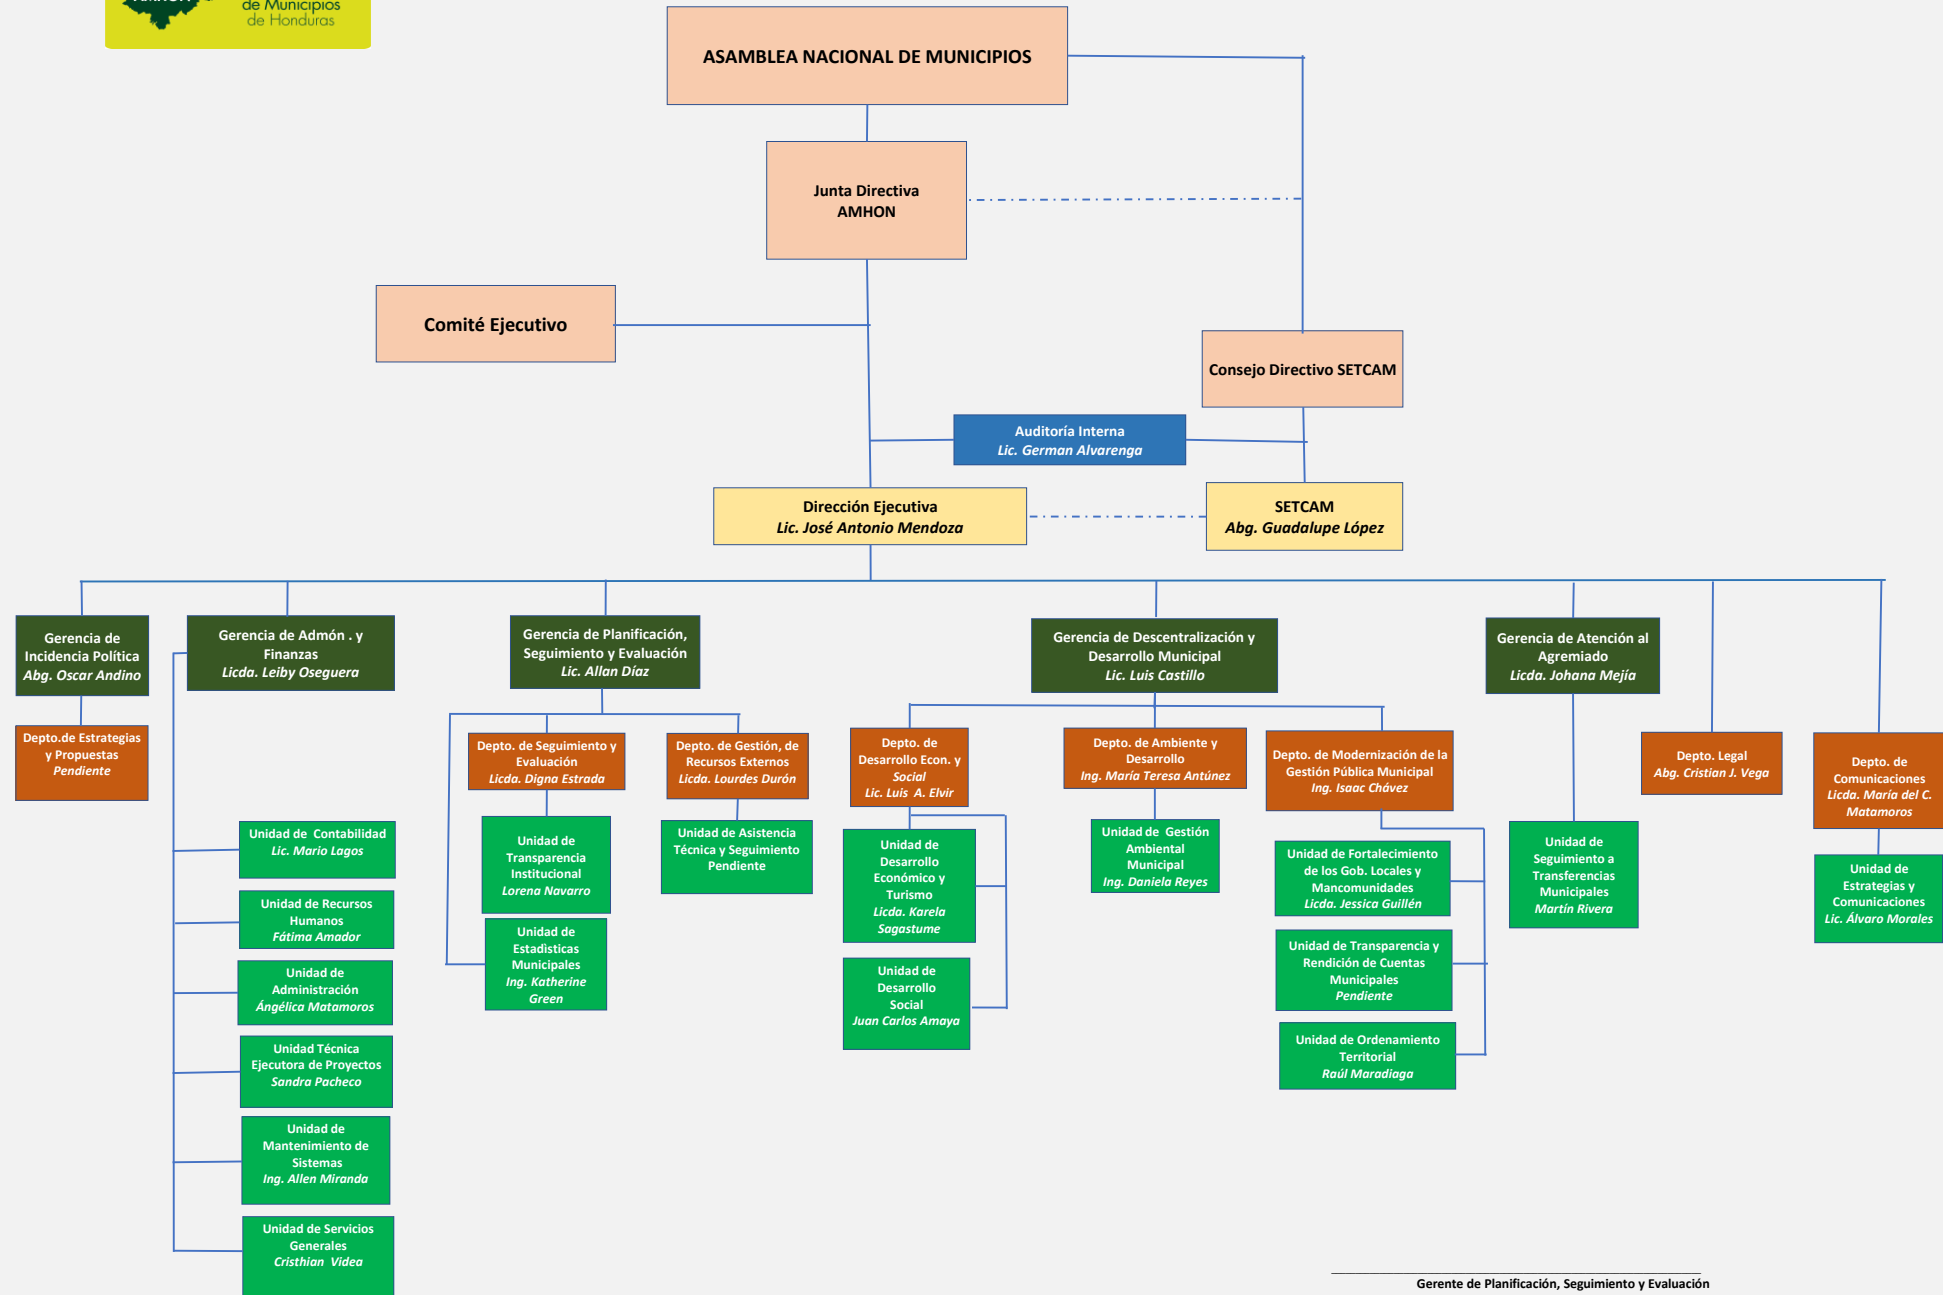 AMHON
de Municipios
de Honduras
ASAMBLEA NACIONAL DE MUNICIPIOS
Junta Directiva
AMHON
Comité Ejecutivo
Consejo Directivo SETCAM
Auditoría Interna
Lic. German Alvarenga
Dirección Ejecutiva
Lic. José Antonio Mendoza
SETCAM
Abg. Guadalupe López
Gerencia de
Incidencia Política
Abg. Oscar Andino
Gerencia de Admón . y
Finanzas
Licda. Leiby Oseguera
Gerencia de Planificación,
Seguimiento y Evaluación
Lic. Allan Díaz
Gerencia de Descentralización y
Desarrollo Municipal
Lic. Luis Castillo
Gerencia de Atención al
Agremiado
Licda. Johana Mejía
Depto.de Estrategias
y Propuestas
Pendiente
Depto. de Seguimiento y
Evaluación
Licda. Digna Estrada
Depto. de Gestión, de
Recursos Externos
Licda. Lourdes Durón
Depto. de
Desarrollo Econ. y
Social
Lic. Luis  A. Elvir
Depto. de Ambiente y
Desarrollo
Ing. María Teresa Antúnez
Depto. de Modernización de la
Gestión Pública Municipal
Ing. Isaac Chávez
Depto. Legal
Abg. Cristian J. Vega
Depto. de
Comunicaciones
Licda. María del C.
Matamoros
Unidad de  Contabilidad
Lic. Mario Lagos
Unidad de Recursos
Humanos
Fátima Amador
Unidad de
Administración
Ángélica Matamoros
Unidad Técnica
Ejecutora de Proyectos
Sandra Pacheco
Unidad de
Mantenimiento de
Sistemas
Ing. Allen Miranda
Unidad de Servicios
Generales
Cristhian  Videa
Unidad de
Transparencia
Institucional
Lorena Navarro
Unidad de
Estadìsticas
Municipales
Ing. Katherine
Green
Unidad de Asistencia
Técnica y Seguimiento
Pendiente
Unidad de
Desarrollo
Económico y
Turismo
Licda. Karela
Sagastume
Unidad de
Desarrollo
Social
Juan Carlos Amaya
Unidad de  Gestión
Ambiental
Municipal
Ing. Daniela Reyes
Unidad de Fortalecimiento
de los Gob. Locales y
Mancomunidades
Licda. Jessica Guillén
Unidad de Transparencia y
Rendición de Cuentas
Municipales
Pendiente
Unidad de Ordenamiento
Territorial
Raúl Maradiaga
Unidad de
Seguimiento a
Transferencias
Municipales
Martín Rivera
Unidad de
Estrategias y
Comunicaciones
Lic. Álvaro Morales
Gerente de Planificación, Seguimiento y Evaluación